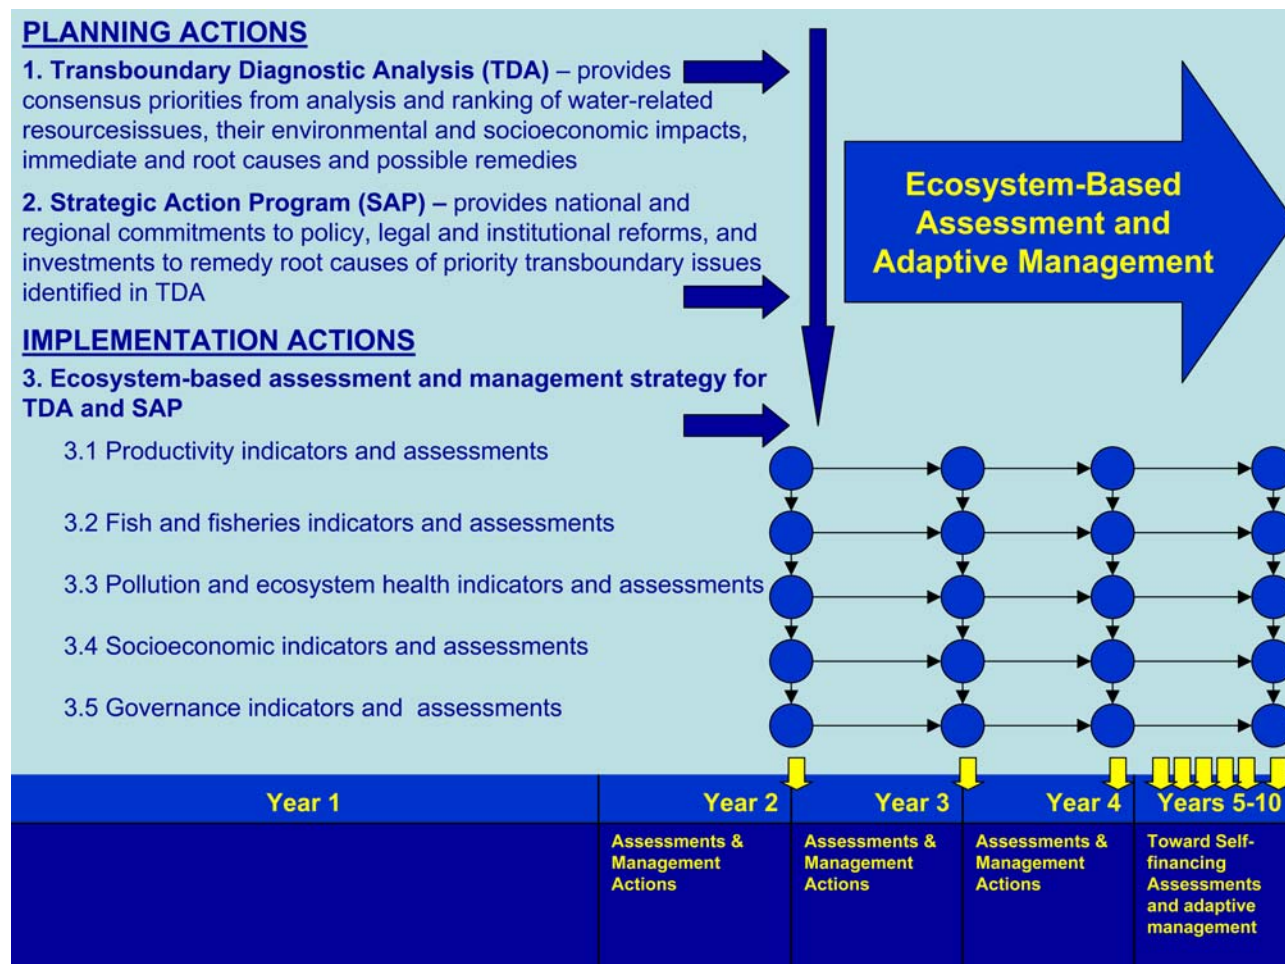 PLANNING ACTIONS
1. Transboundary Diagnostic Analysis (TDA) – provides
consensus priorities from analysis and ranking of water-related
resourcesissues, their environmental and socioeconomic impacts,
immediate and root causes and possible remedies
2. Strategic Action Program (SAP) – provides national and
regional commitments to policy, legal and institutional reforms, and
investments to remedy root causes of priority transboundary issues
identified in TDA
IMPLEMENTATION ACTIONS
3. Ecosystem-based assessment and management strategy for
TDA and SAP
3.1 Productivity indicators and assessments
3.2 Fish and fisheries indicators and assessments
3.3 Pollution and ecosystem health indicators and assessments
3.4 Socioeconomic indicators and assessments
3.5 Governance indicators and  assessments
Ecosystem-Based
Assessment and
Adaptive Management
Year 1
Year 2
Year 3
Year 4
Years 5-10
Assessments &
Management
Actions
Assessments &
Management
Actions
Assessments &
Management
Actions
Toward Self-
financing
Assessments
and adaptive
management